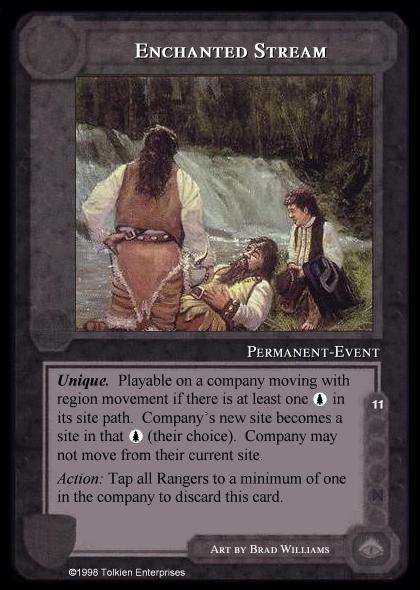 Enchanted Stream
Permanent-Event
Unique. Playable on a company moving with
region movement if there is at least one in
its site path. Company's new site becomes a
site in that (their choice). Company may
not move from their current site.
Action: Tap all Rangers to a minimum of one
in the company to discard this card.
11
N
Art by Brad Williams
©1998 Tolkien Enterprises